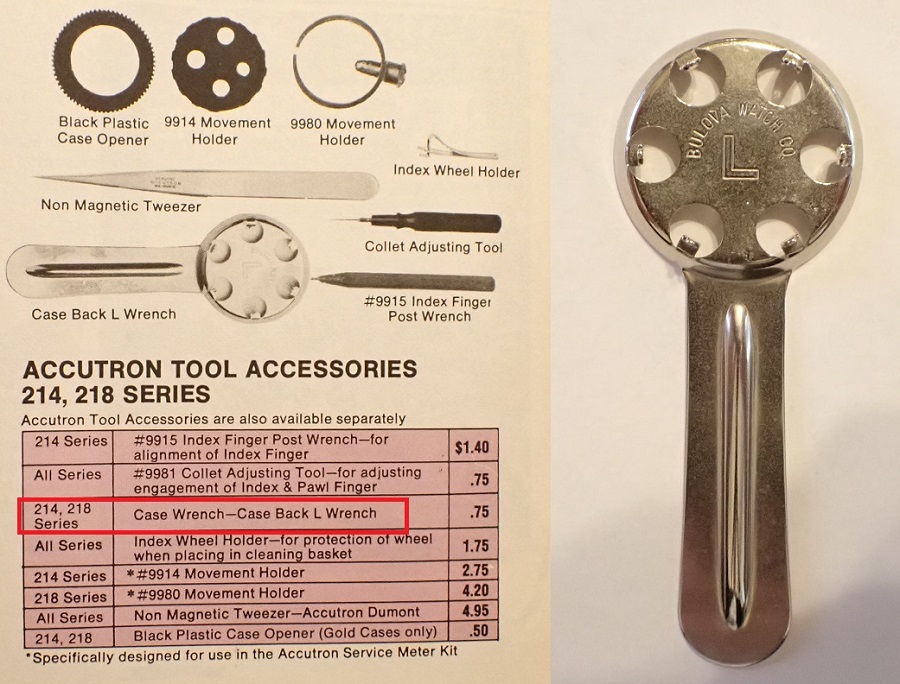 Black Plastic
Case Opener
9914 Movement
Holder
9980 Movement
Holder
Index Wheel Holder
Non Magnetic Tweezer
Collet Adjusting Tool
Case Back L Wrench
#9915 Index Finger
Post Wrench
ACCUTRON TOOL ACCESSORIES
214, 218 SERIES
Accutron Tool Accessories are also available separately
214 Series #9915 Index Finger Post Wrench—for
alignment of Index Finger $1.40
All Series #9981 Collet Adjusting Tool—for adjusting
engagement of Index & Pawl Finger .75
214, 218
Series Case Wrench—Case Back L Wrench .75
All Series Index Wheel Holder—for protection of wheel
when placing in cleaning basket 1.75
214 Series *#9914 Movement Holder 2.75
218 Series *#9980 Movement Holder 4.20
All Series Non Magnetic Tweezer—Accutron Dumont 4.95
214, 218 Black Plastic Case Opener (Gold Cases only) .50
*Specifically designed for use in the Accutron Service Meter Kit
BULOVA WATCH CO
L